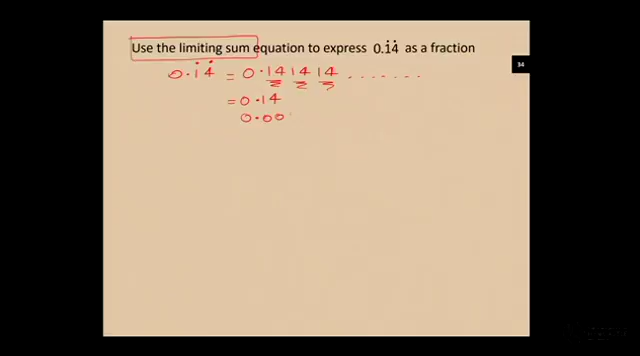 Use the limiting sum equation to express 0.1̇4̇ as a fraction
34
0.1̇4̇ = 0.141414.......
= 0.14
0.00